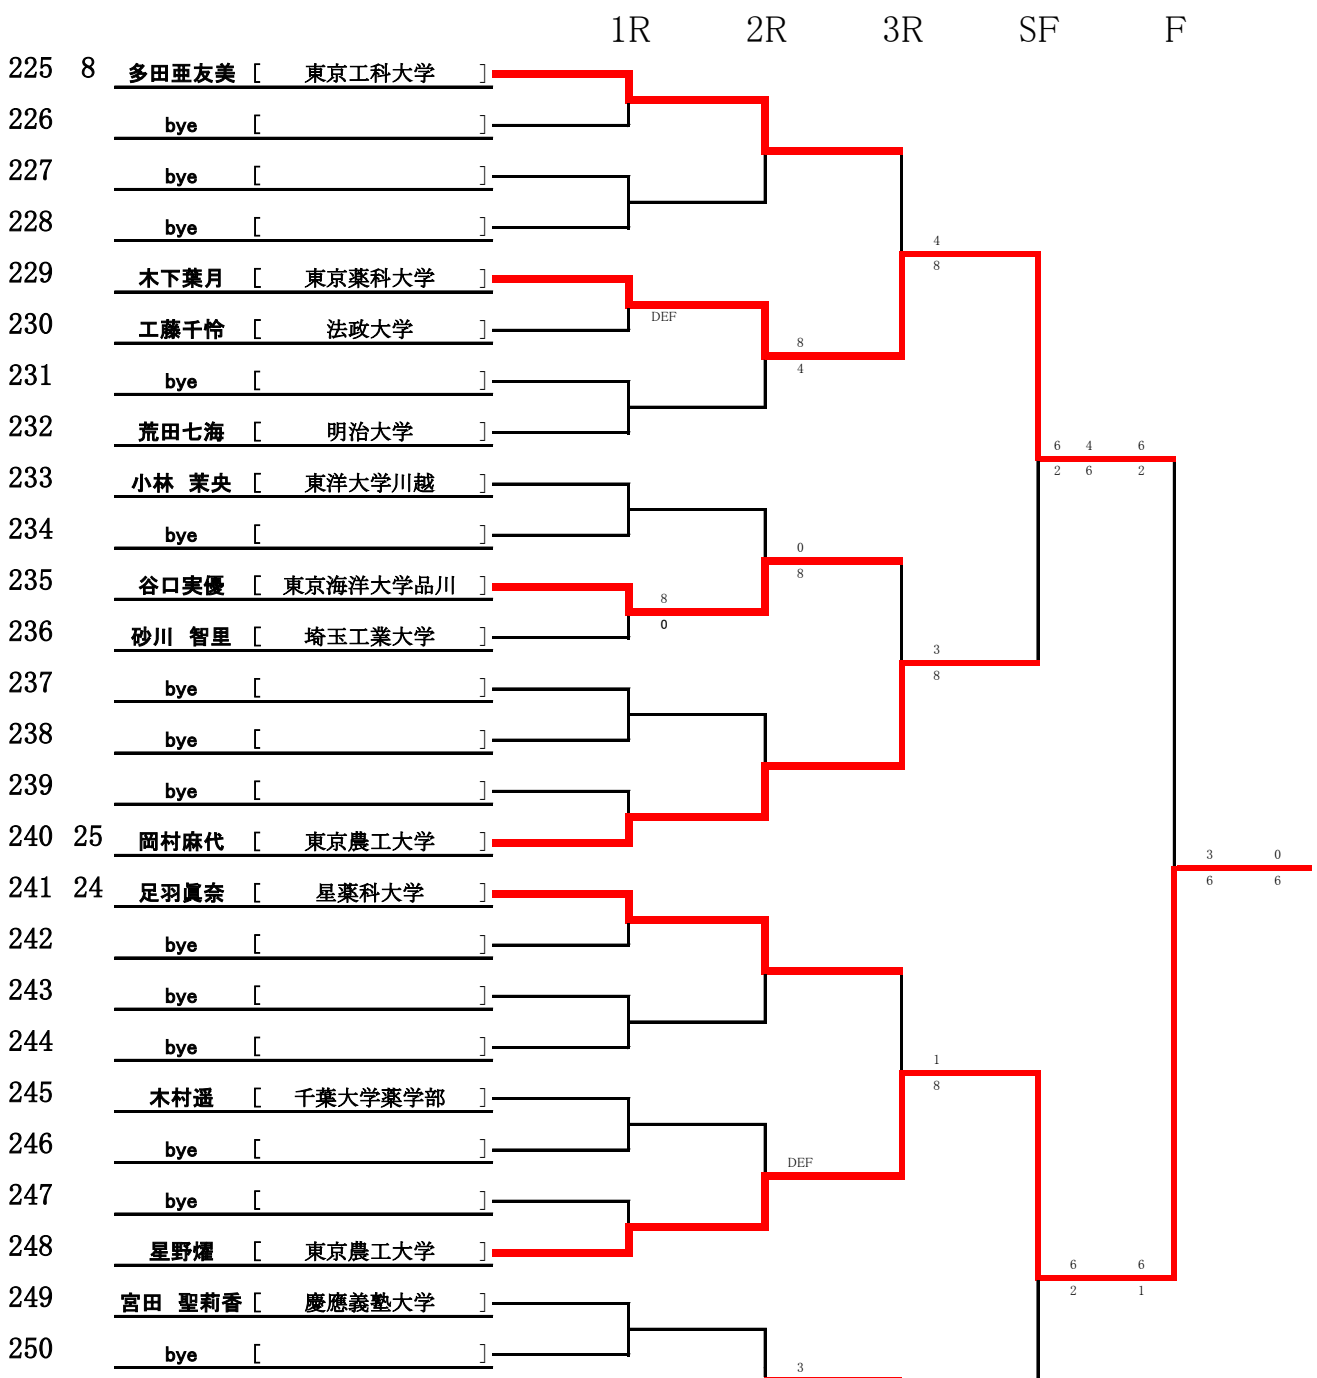 1R 2R 3R SF F
225 8 多田亜友美 [ 東京工科大学 ]
226 bye [ ]
227 bye [ ]
228 bye [ ]
4
229 木下葉月 [ 東京薬科大学 ] 8
DEF
230 工藤千怜 [ 法政大学 ]
8
231 bye [ ] 4
232 荒田七海 [ 明治大学 ]
6 4 6
233 小林 茉央 [ 東洋大学川越 ] 2 6 2
234 bye [ ]
0
235 谷口実優 [ 東京海洋大学品川 ] 8
8
0
236 砂川 智里 [ 埼玉工業大学 ]
3
237 bye [ ] 8
238 bye [ ]
239 bye [ ]
240 25 岡村麻代 [ 東京農工大学 ]
3 0
241 24 足羽眞奈 [ 星薬科大学 ] 6 6
242 bye [ ]
243 bye [ ]
244 bye [ ]
1
245 木村遥 [ 千葉大学薬学部 ] 8
246 bye [ ]
DEF
247 bye [ ]
248 星野燿 [ 東京農工大学 ]
6 6
249 宮田 聖莉香 [ 慶應義塾大学 ] 2 1
250 bye [ ]
3